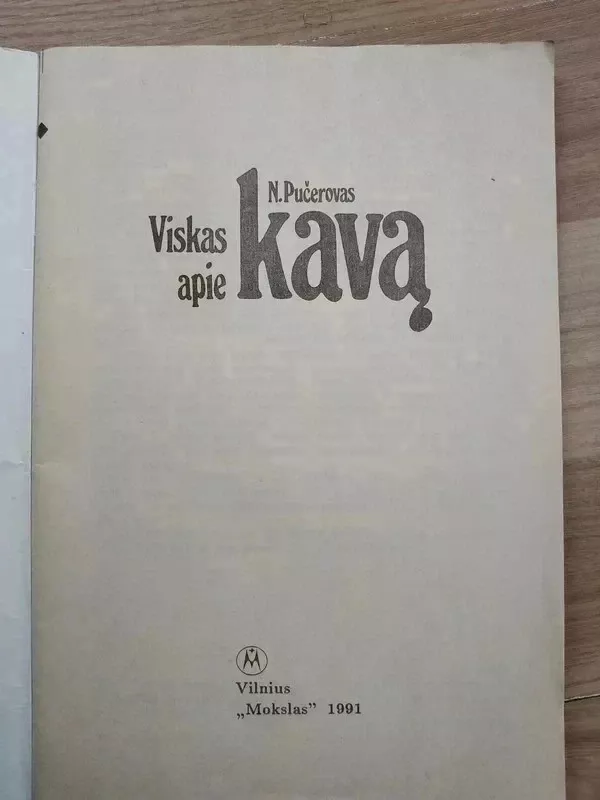 N.Pučerovas
Viskas
apie kavą
Vilnius
„Mokslas” 1991